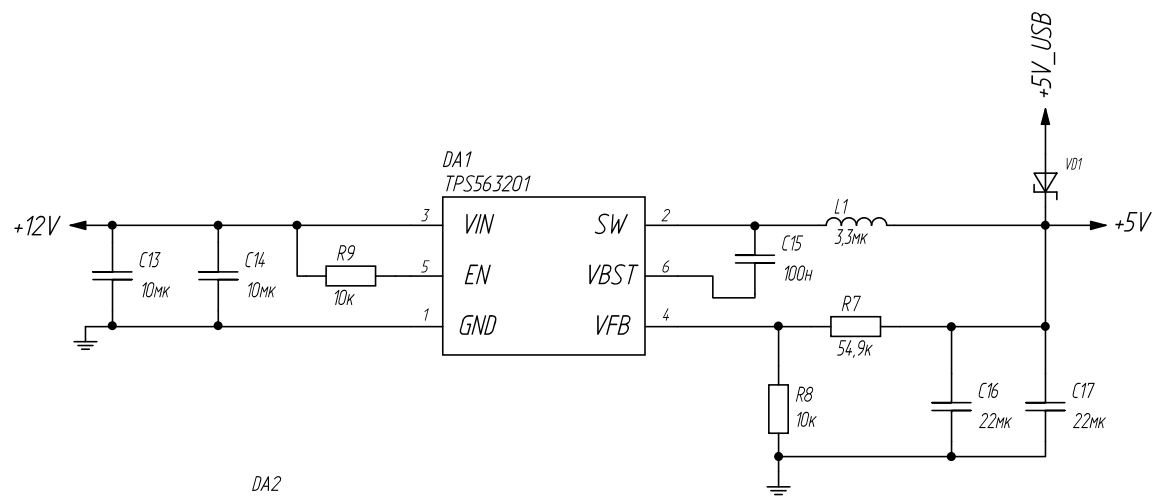 +5V_USB
VD1
DA1
TPS563201
+12V
3
VIN
SW
2
L1
3,3мк
+5V
C13
10мк
C14
10мк
R9
10к
5
EN
VBST
6
C15
100н
1
GND
VFB
4
R7
54,9к
R8
10к
C16
22мк
C17
22мк
DA2